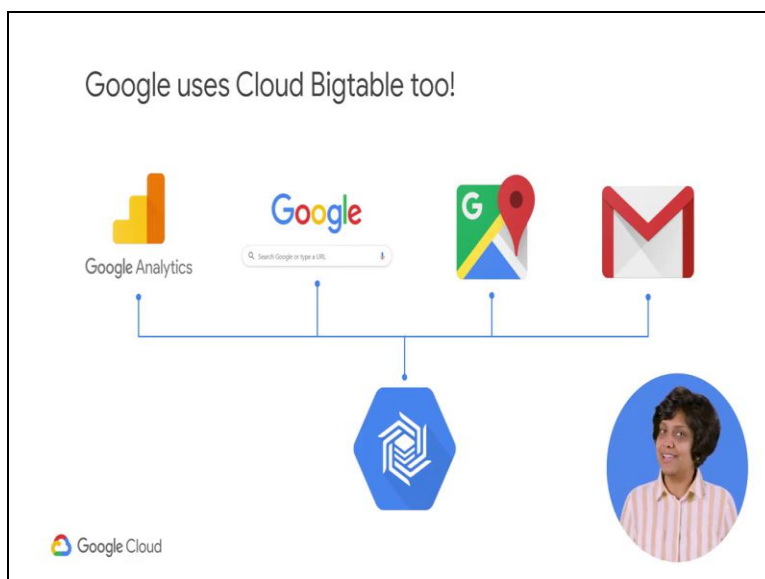 Google uses Cloud Bigtable too!
Google
Search Google or type a URL
G
Google Analytics
Google Cloud